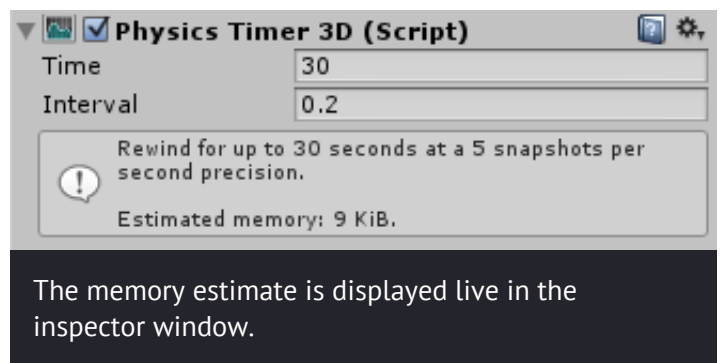 Physics Timer 3D (Script)
Time 30
Interval 0.2
Rewind for up to 30 seconds at a 5 snapshots per
second precision.
Estimated memory: 9 KiB.
The memory estimate is displayed live in the
inspector window.